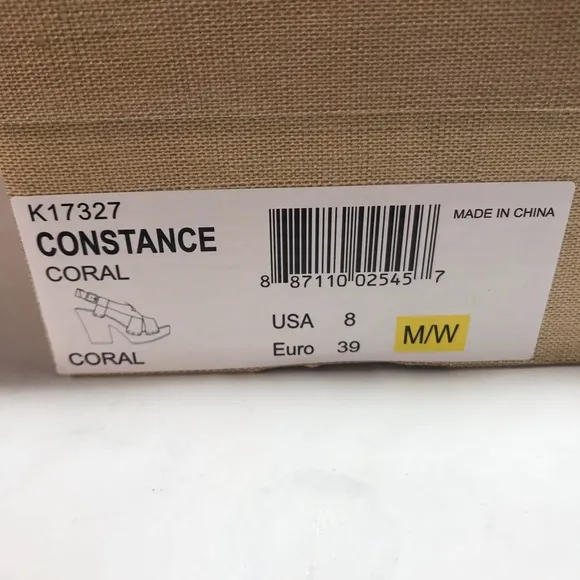 K17327
CONSTANCE
CORAL
CORAL
8 87110 02545 7
MADE IN CHINA
USA 8
Euro 39
M/W